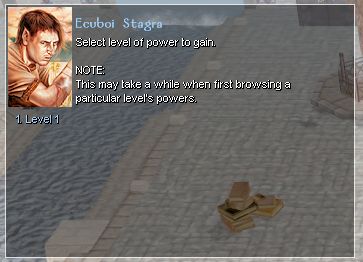 Ecuboi Stagra
Select level of power to gain.
NOTE:
This may take a while when first browsing a
particular level's powers.
1. Level 1